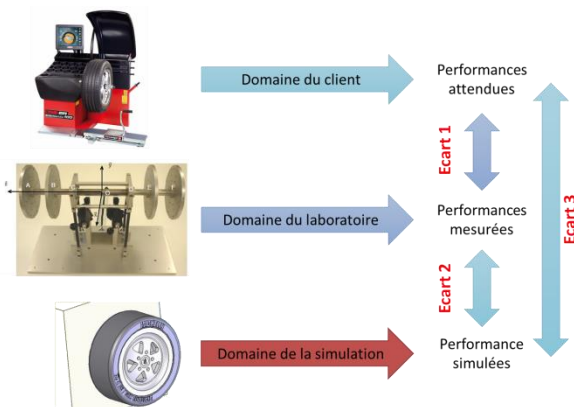 Domaine du client
Performances
attendues
Ecart 1
Domaine du laboratoire
Performances
mesurées
Ecart 3
Ecart 2
Domaine de la simulation
Performance
simulées